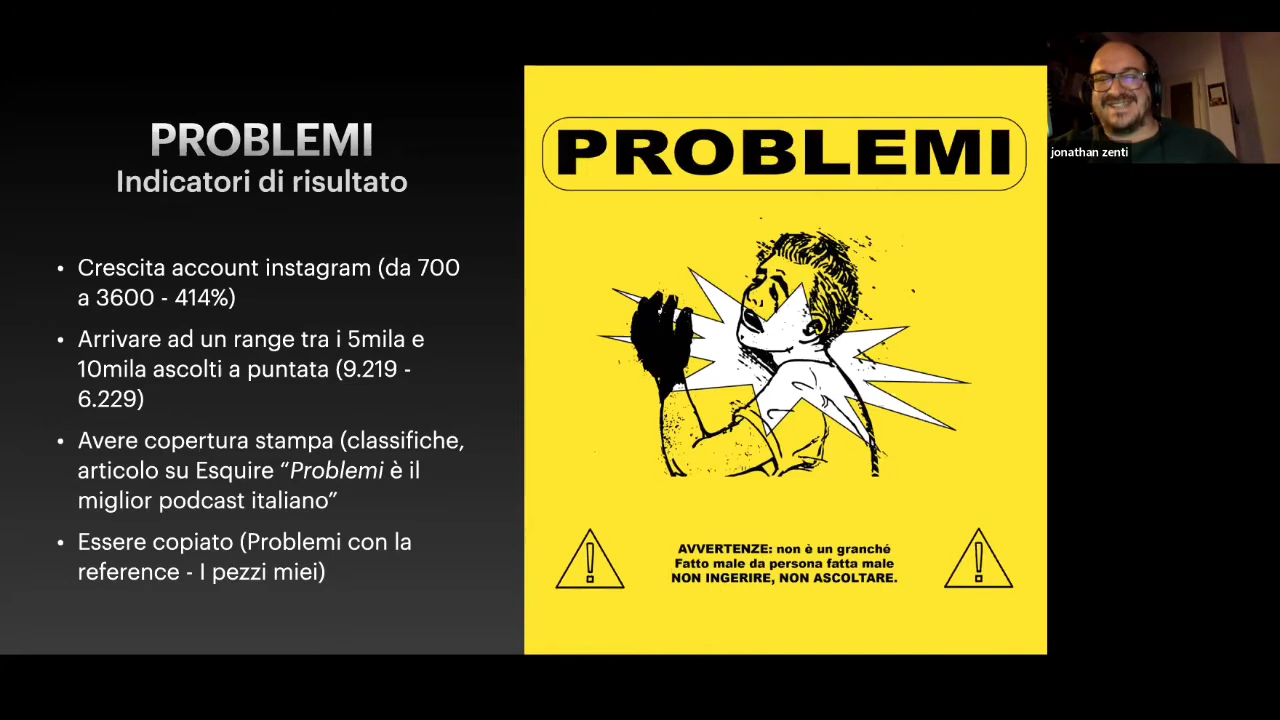 PROBLEMI
Indicatori di risultato
• Crescita account instagram (da 700
a 3600 - 414%)
• Arrivare ad un range tra i 5mila e
10mila ascolti a puntata (9.219 -
6.229)
• Avere copertura stampa (classifiche,
articolo su Esquire “Problemi è il
miglior podcast italiano”
• Essere copiato (Problemi con la
reference - I pezzi miei)
PROBLEMI
AVVERTENZE: non è un granché
Fatto male da persona fatta male
NON INGERIRE, NON ASCOLTARE.
jonathan zenti